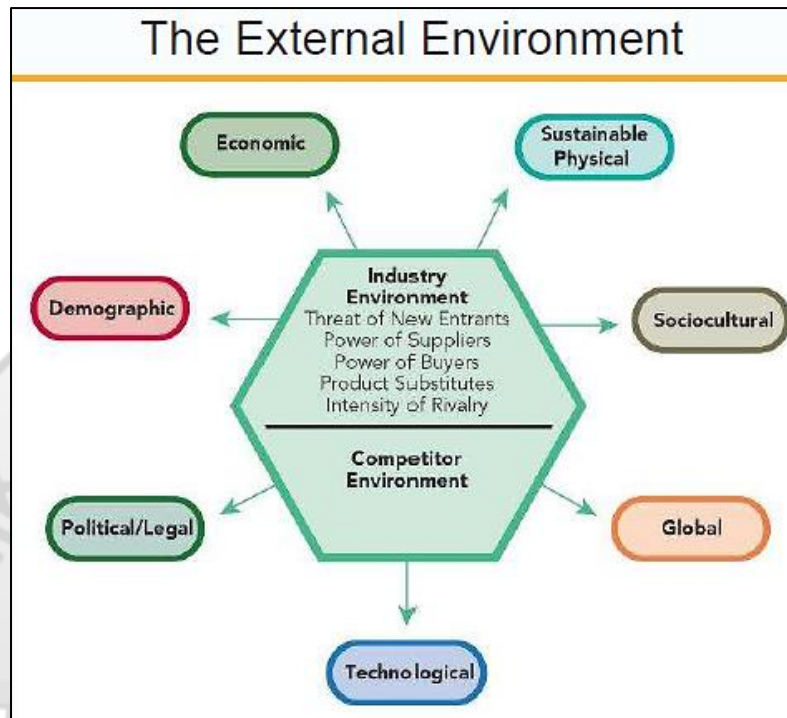 The External Environment
Economic
Sustainable
Physical
Demographic
Industry
Environment
Threat of New Entrants
Power of Suppliers
Power of Buyers
Product Substitutes
Intensity of Rivalry
Sociocultural
Competitor
Environment
Political/Legal
Global
Technological